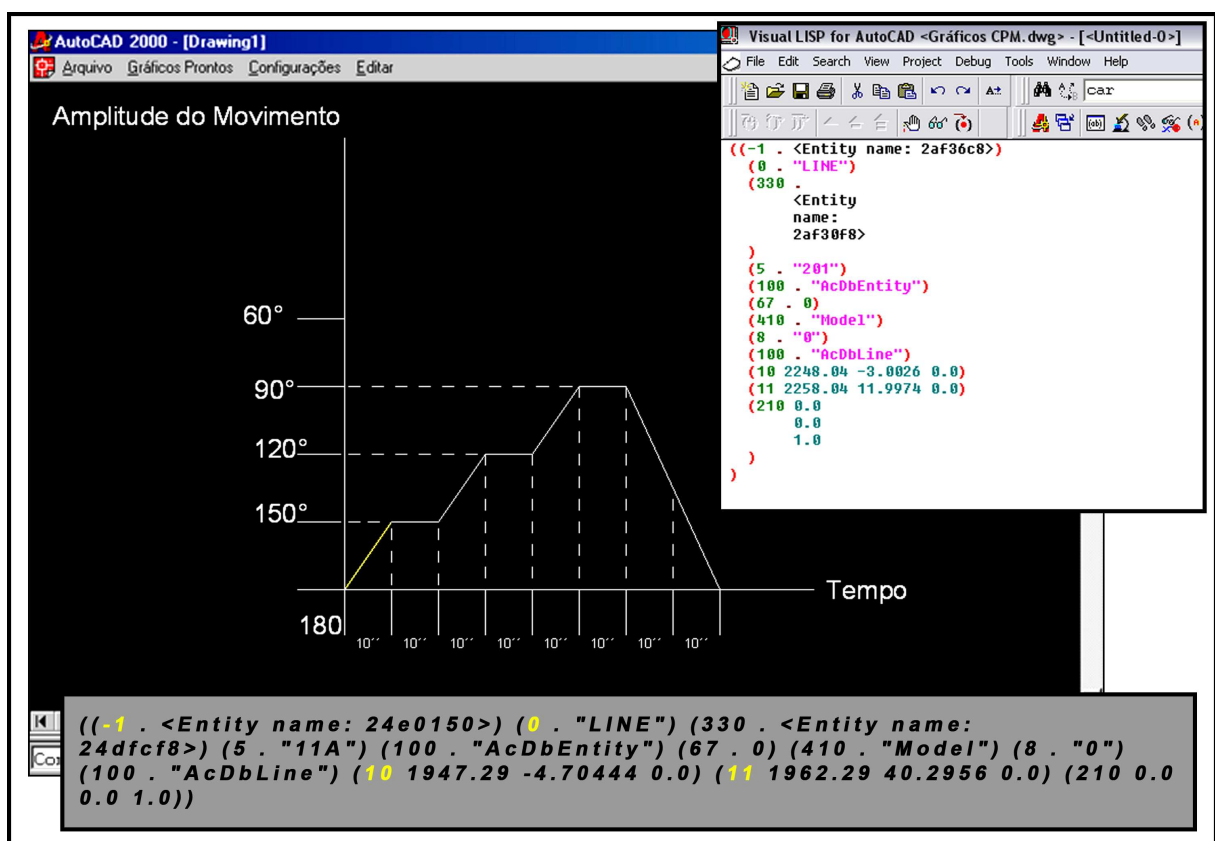 AutoCAD 2000 - [Drawing1]
Arquivo Gráficos Prontos Configurações Editar
Amplitude do Movimento
60°
90°
120°
150°
180
Tempo
10´´ 10´´ 10´´ 10´´ 10´´ 10´´ 10´´ 10´´
Visual LISP for AutoCAD <Gráficos CPM.dwg> - [<Untitled-0>]
File Edit Search View Project Debug Tools Window Help
car
((-1 . <Entity name: 2af36c8>)
(0 . "LINE")
(330 .
<Entity
name:
2af30f8>
)
(5 . "201")
(100 . "AcDbEntity")
(67 . 0)
(410 . "Model")
(8 . "0")
(100 . "AcDbLine")
(10 2248.04 -3.0026 0.0)
(11 2258.04 11.9974 0.0)
(210 0.0
0.0
1.0
)
)
((-1 . <Entity name: 24e0150>) (0 . "LINE") (330 . <Entity name:
24dfcf8>) (5 . "11A") (100 . "AcDbEntity") (67 . 0) (410 . "Model") (8 . "0")
(100 . "AcDbLine") (10 1947.29 -4.70444 0.0) (11 1962.29 40.2956 0.0) (210 0.0
0.0 1.0))